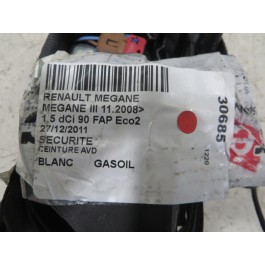 RENAULT MEGANE
MEGANE III 11.2008>
1.5 dCi 90 FAP Eco2
27/12/2011
SECURITE
CEINTURE AVD
BLANC GASOIL
30685
1220